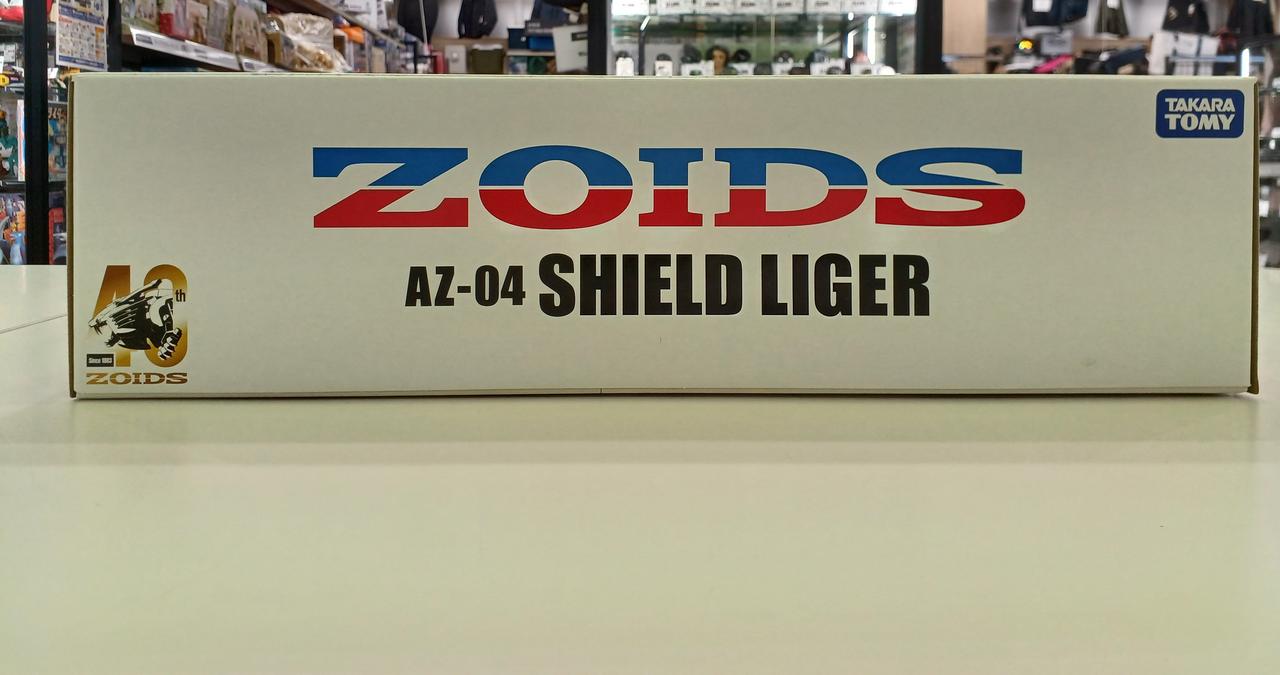 TAKARA
TOMY
ZOIDS
AZ-04 SHIELD LIGER
40th
Since 1983
ZOIDS